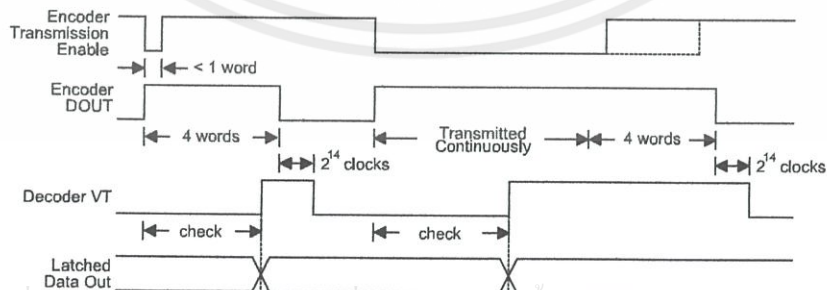 Encoder
Transmission
Enable
< 1 word
Encoder
DOUT
4 words
Transmitted
Continuously
4 words
2^14 clocks
2^14 clocks
Decoder VT
check
check
Latched
Data Out